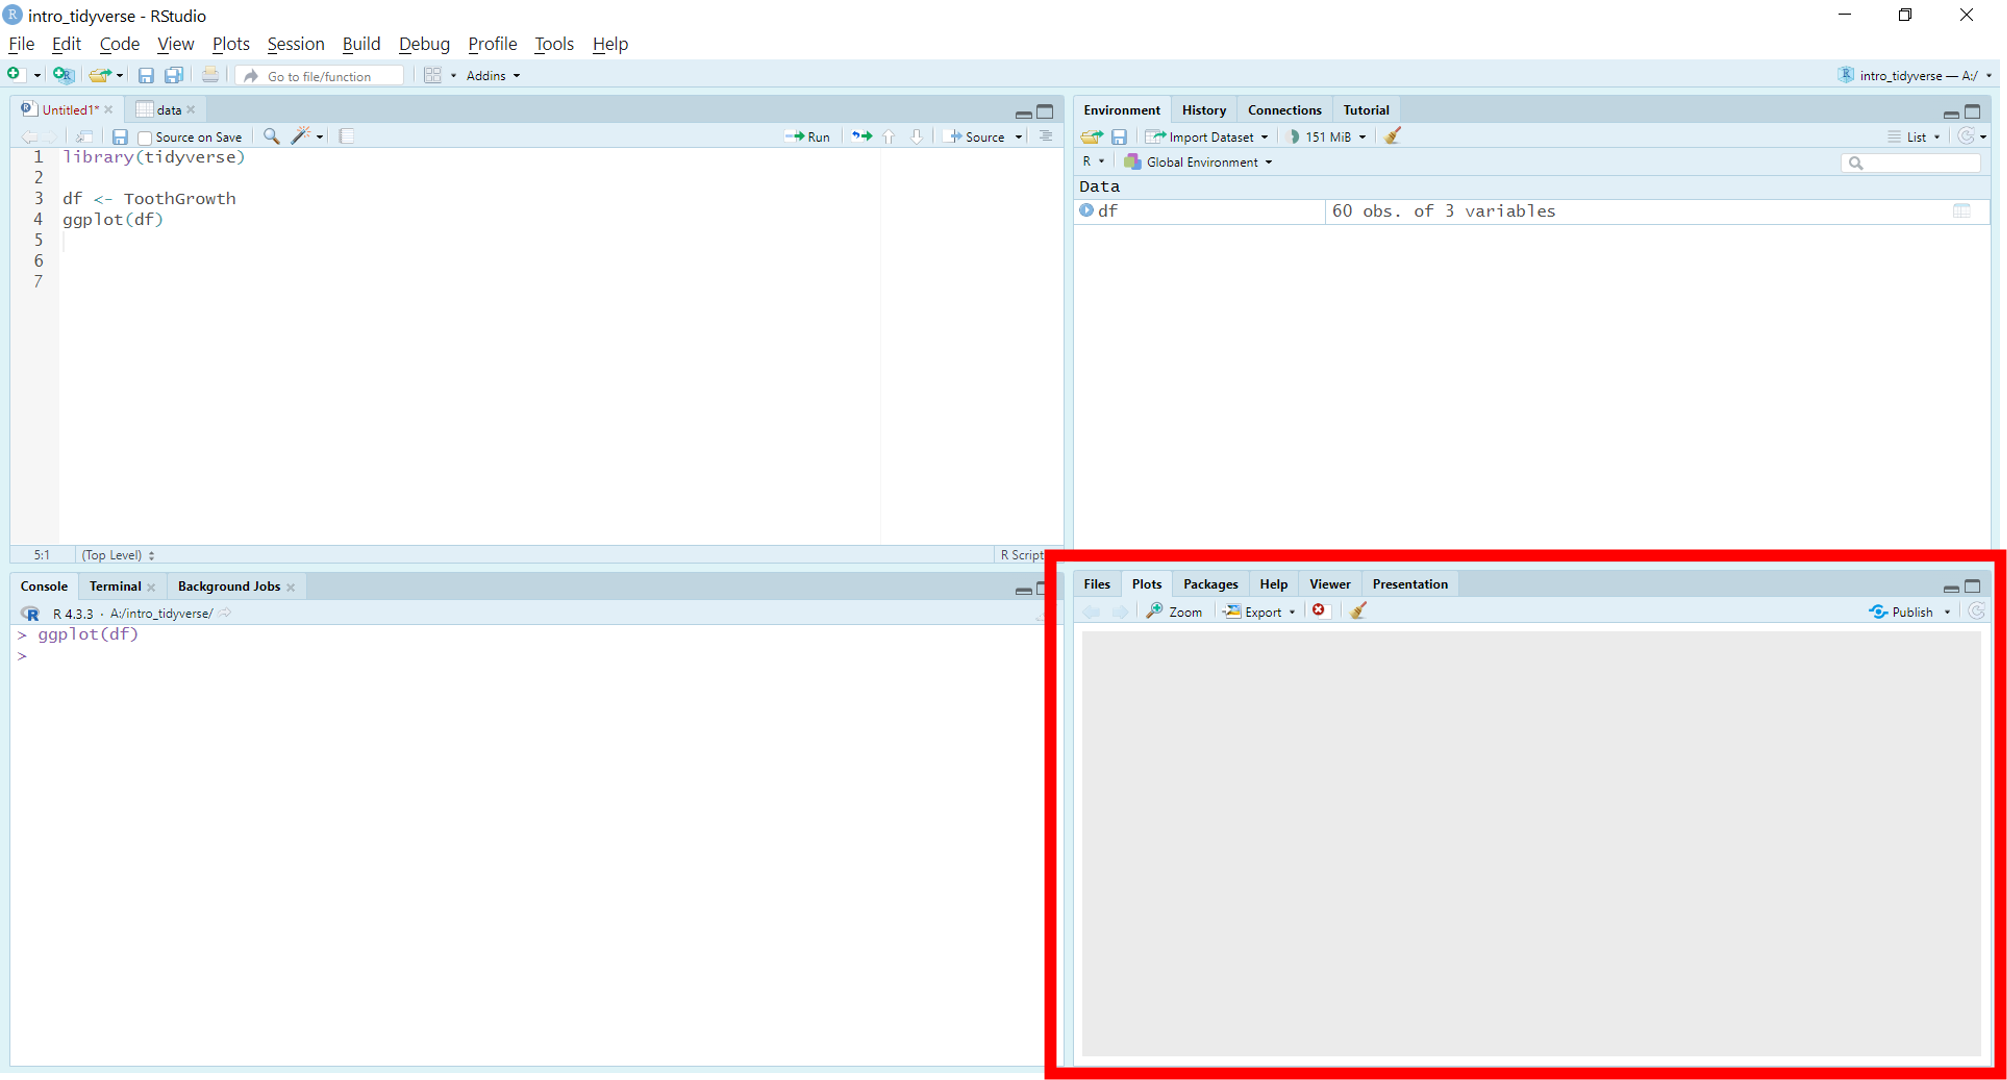 intro_tidyverse - RStudio
File Edit Code View Plots Session Build Debug Profile Tools Help
Go to file/function Addins intro_tidyverse — A:/
Untitled1* data
Source on Save Run Source
1 library(tidyverse)
2
3 df <- ToothGrowth
4 ggplot(df)
5
6
7
5:1 (Top Level) R Script
Environment History Connections Tutorial
Import Dataset 151 MiB List
R Global Environment
Data
df 60 obs. of 3 variables
Console Terminal Background Jobs
R 4.3.3 · A:/intro_tidyverse/
> ggplot(df)
>
Files Plots Packages Help Viewer Presentation
Zoom Export Publish